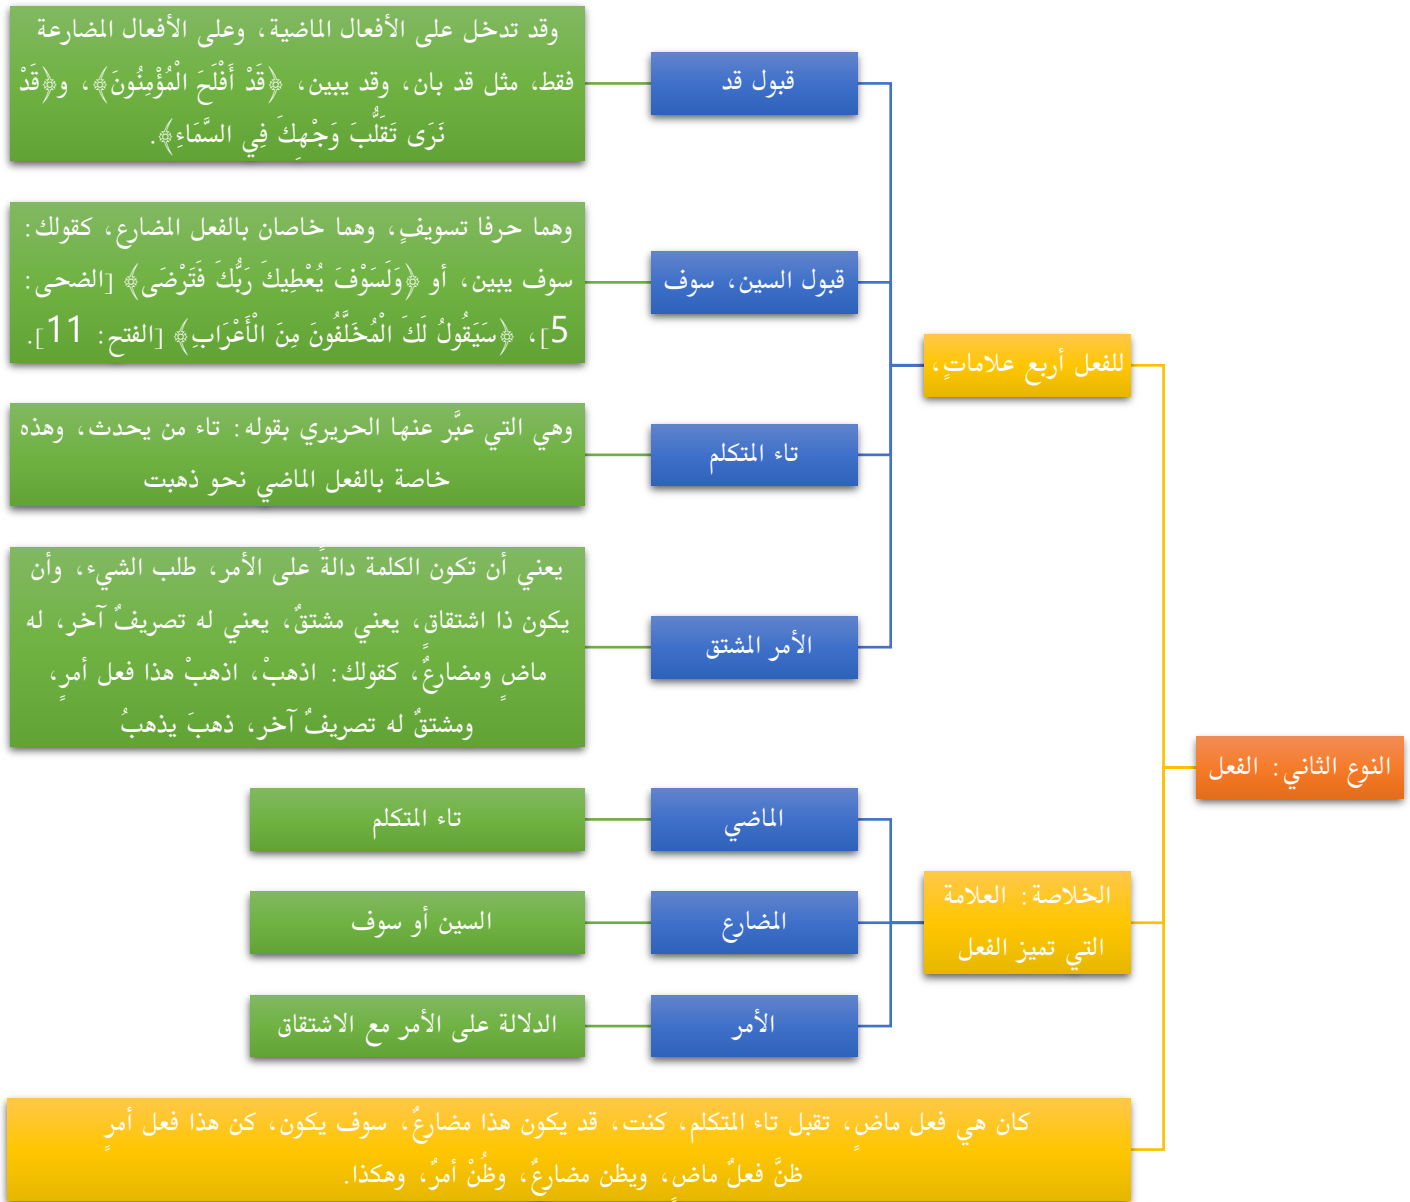 النوع الثاني: الفعل
للفعل أربع علاماتٍ،
قبول قد
وقد تدخل على الأفعال الماضية، وعلى الأفعال المضارعة
فقط، مثل قد بان، وقد يبين، ﴿قَدْ أَفْلَحَ الْمُؤْمِنُونَ﴾، و﴿قَدْ
نَرَى تَقَلُّبَ وَجْهِكَ فِي السَّمَاءِ﴾.
قبول السين، سوف
وهما حرفا تسويفٍ، وهما خاصان بالفعل المضارع، كقولك:
سوف يبين، أو ﴿وَلَسَوْفَ يُعْطِيكَ رَبُّكَ فَتَرْضَى﴾ [الضحى:
5]، ﴿سَيَقُولُ لَكَ الْمُخَلَّفُونَ مِنَ الْأَعْرَابِ﴾ [الفتح: 11].
تاء المتكلم
وهي التي عبَّر عنها الحريري بقوله: تاء من يحدث، وهذه
خاصة بالفعل الماضي نحو ذهبت
الأمر المشتق
يعني أن تكون الكلمة دالةً على الأمر، طلب الشيء، وأن
يكون ذا اشتقاقٍ، يعني مشتقٌ، يعني له تصريفٌ آخر، له
ماضٍ ومضارعٌ، كقولك: اذهبْ، اذهبْ هذا فعل أمرٍ،
ومشتقٌ له تصريفٌ آخر، ذهبَ يذهبُ
الخلاصة: العلامة
التي تميز الفعل
الماضي
تاء المتكلم
المضارع
السين أو سوف
الأمر
الدلالة على الأمر مع الاشتقاق
كان هي فعل ماضٍ، تقبل تاء المتكلم، كنت، قد يكون هذا مضارعٌ، سوف يكون، كن هذا فعل أمرٍ
ظنَّ فعلٌ ماضٍ، ويظن مضارعٌ، وظُنْ أمرٌ، وهكذا.